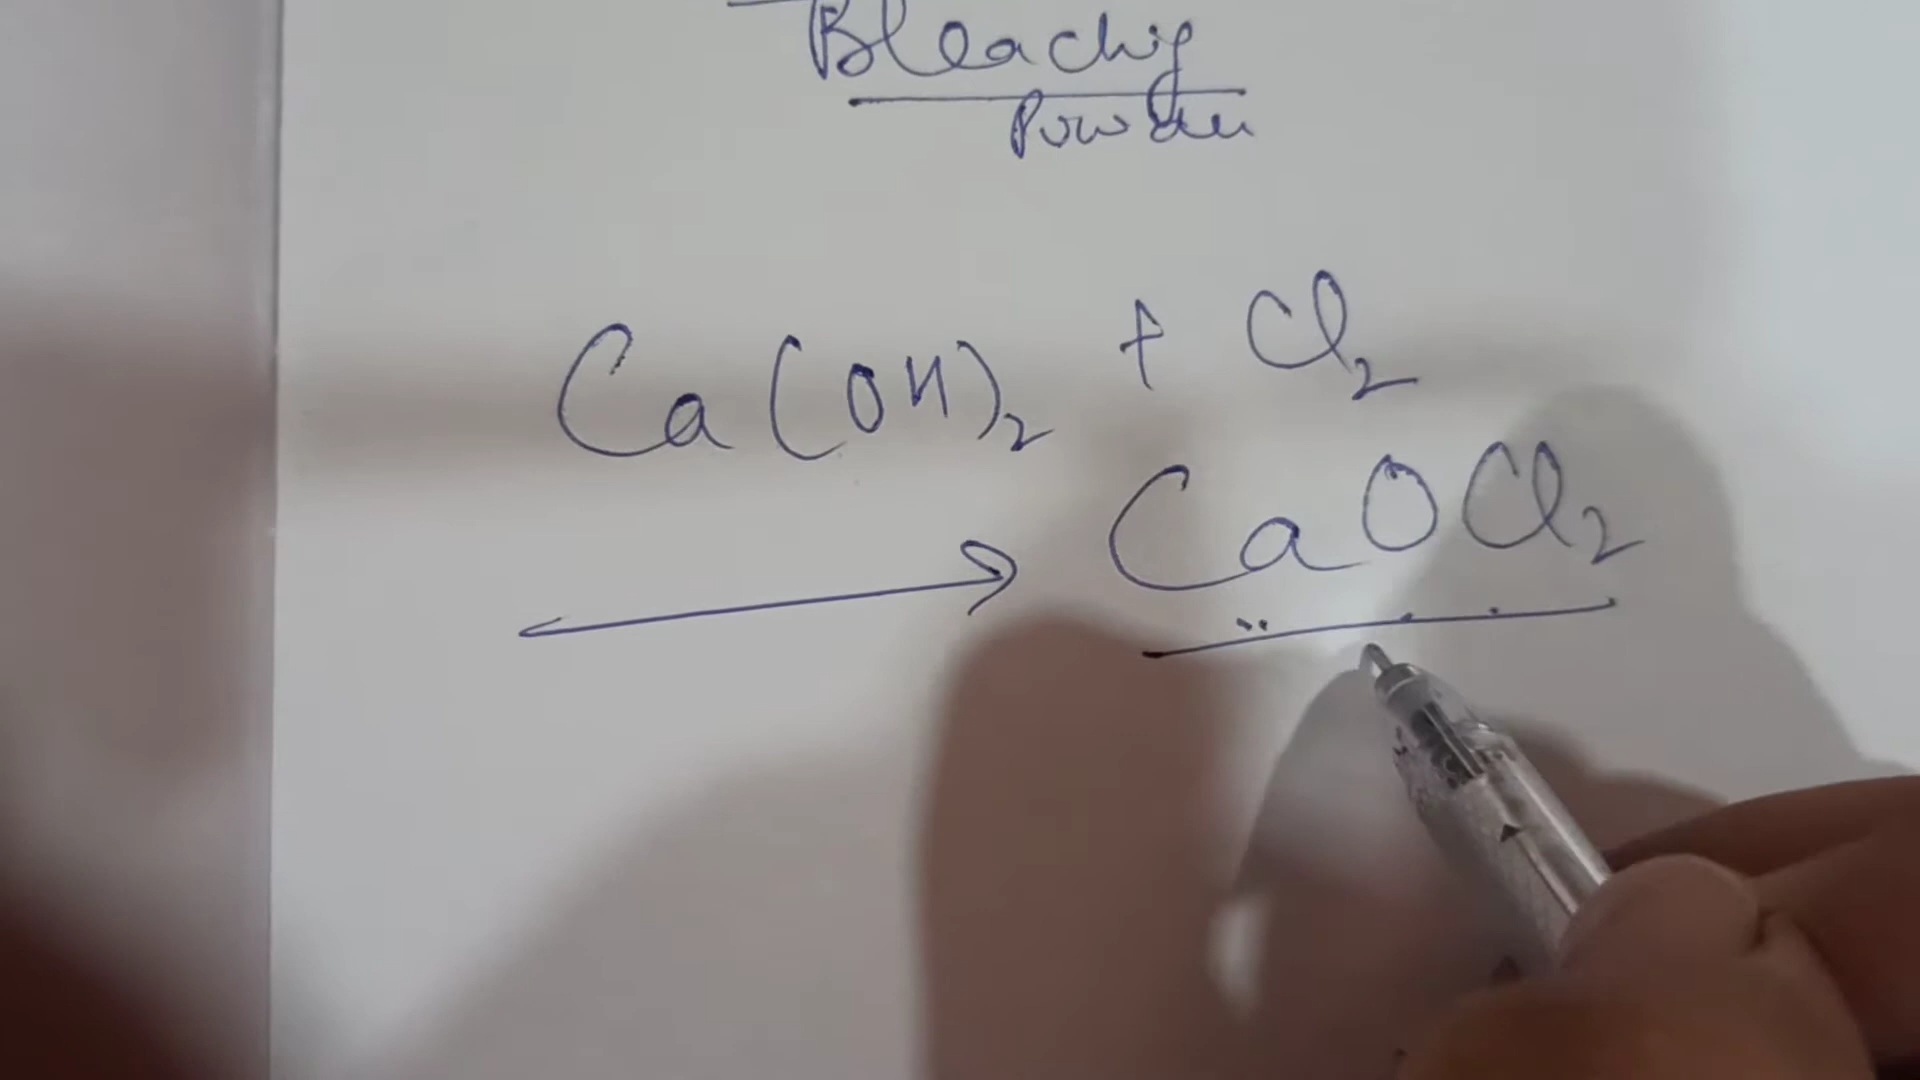 Bleachig
Powder
Ca(OH)₂ + Cl₂
→ CaOCl₂